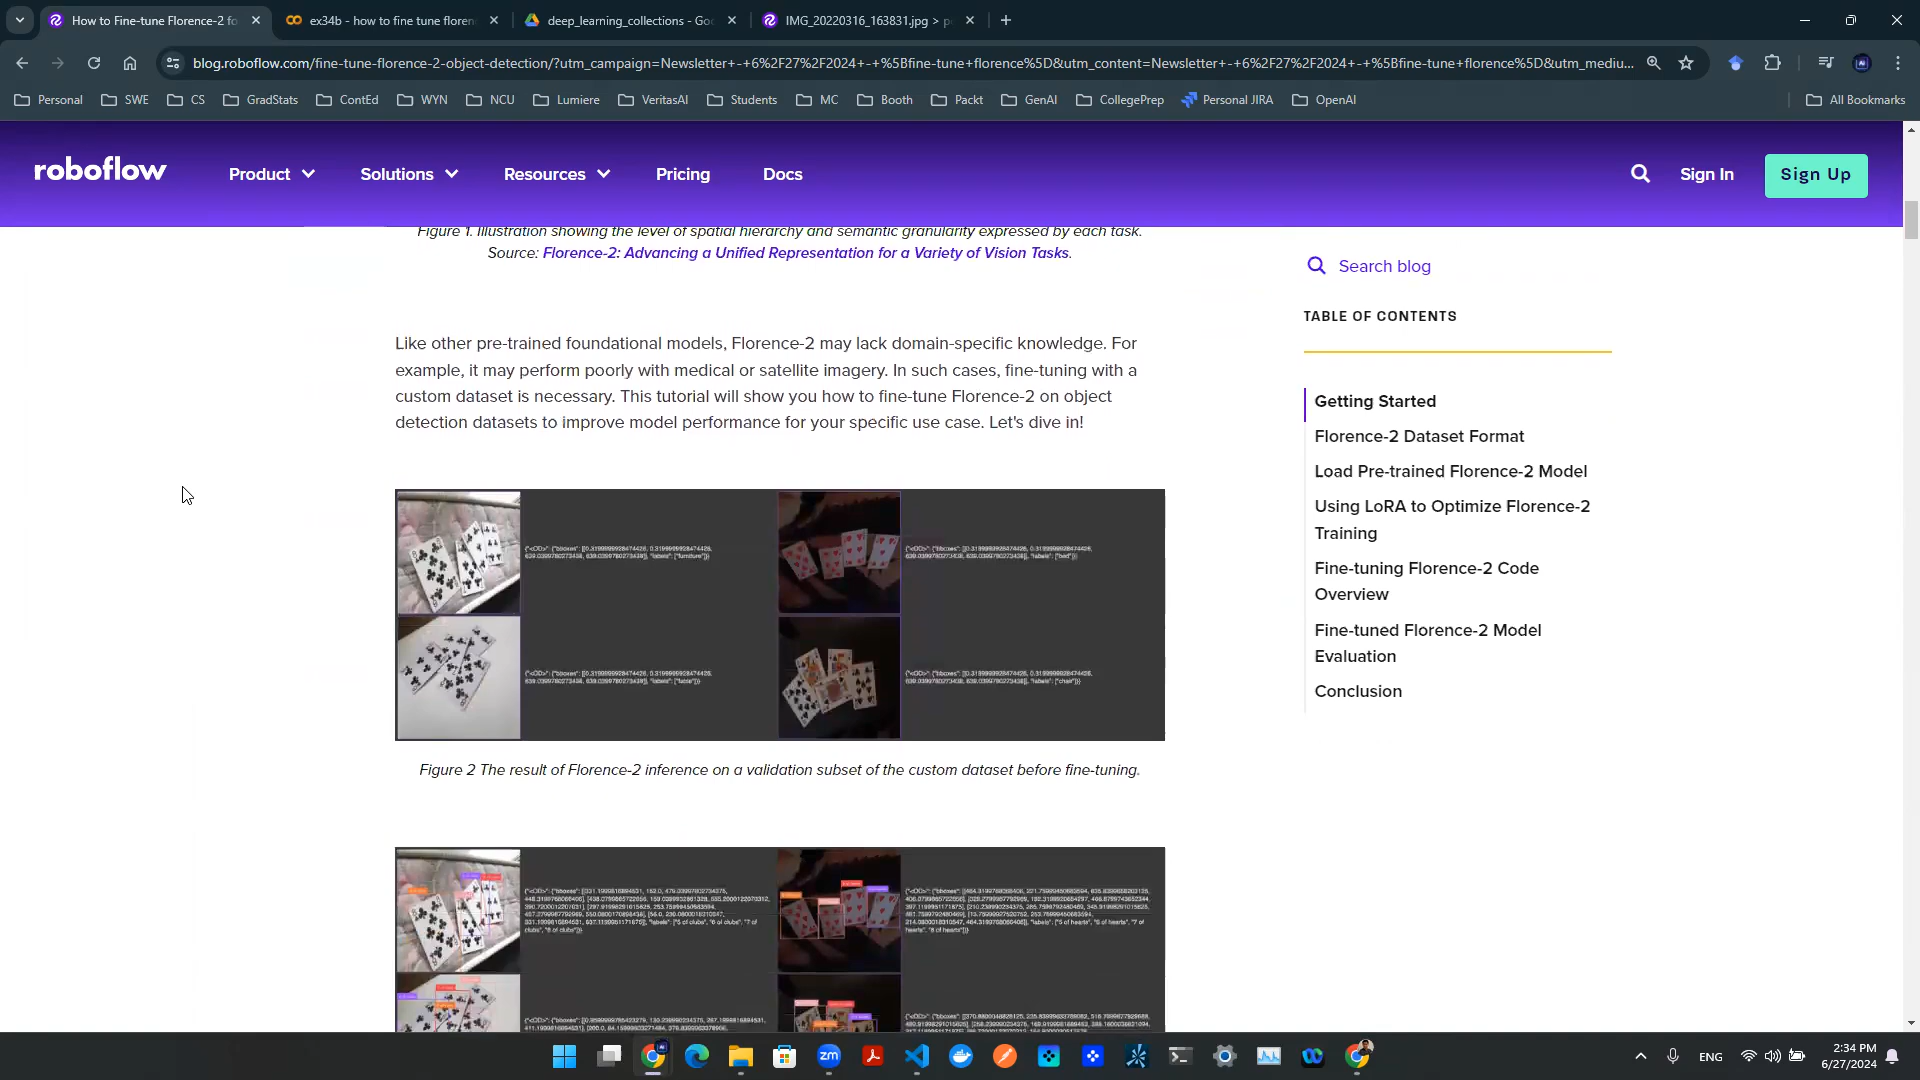 How to Fine-tune Florence-2 fo
ex34b - how to fine tune floren
deep_learning_collections - Goo
IMG_20220316_163831.jpg > p
blog.roboflow.com/fine-tune-florence-2-object-detection/?utm_campaign=Newsletter+-+6%2F27%2F2024+-+%5Bfine-tune+florence%5D&utm_content=Newsletter+-+6%2F27%2F2024+-+%5Bfine-tune+florence%5D&utm_mediu...
Personal SWE CS GradStats ContEd WYN NCU Lumiere VeritasAI Students MC Booth Packt GenAI CollegePrep Personal JIRA OpenAI All Bookmarks
roboflow Product Solutions Resources Pricing Docs Sign In Sign Up
Figure 1. Illustration showing the level of spatial hierarchy and semantic granularity expressed by each task.
Source: Florence-2: Advancing a Unified Representation for a Variety of Vision Tasks.
Like other pre-trained foundational models, Florence-2 may lack domain-specific knowledge. For
example, it may perform poorly with medical or satellite imagery. In such cases, fine-tuning with a
custom dataset is necessary. This tutorial will show you how to fine-tune Florence-2 on object
detection datasets to improve model performance for your specific use case. Let's dive in!
Figure 2 The result of Florence-2 inference on a validation subset of the custom dataset before fine-tuning.
Search blog
TABLE OF CONTENTS
Getting Started
Florence-2 Dataset Format
Load Pre-trained Florence-2 Model
Using LoRA to Optimize Florence-2
Training
Fine-tuning Florence-2 Code
Overview
Fine-tuned Florence-2 Model
Evaluation
Conclusion
ENG
2:34 PM
6/27/2024